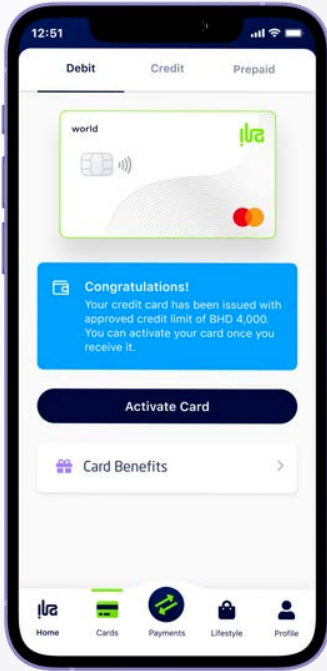 12:51
Debit Credit Prepaid
world
ila
Congratulations!
Your credit card has been issued with
approved credit limit of BHD 4,000.
You can activate your card once you
receive it.
Activate Card
Card Benefits
ila
Home Cards Payments Lifestyle Profile